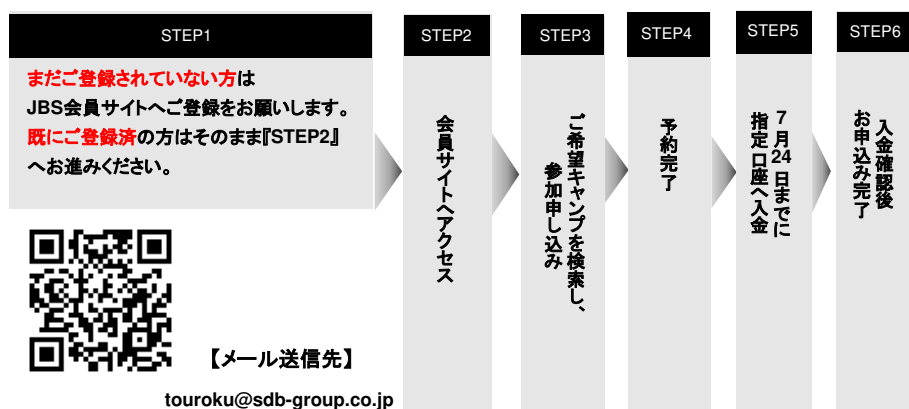 STEP1
まだご登録されていない方は
JBS会員サイトへご登録をお願いします。
既にご登録済の方はそのまま『STEP2』
へお進みください。
【メール送信先】
touroku@sdb-group.co.jp
STEP2
会員サイトへアクセス
STEP3
ご希望キャンプを検索し、
参加申し込み
STEP4
予約完了
STEP5
7月24日までに
指定口座へ入金
STEP6
入金確認後
お申込み完了